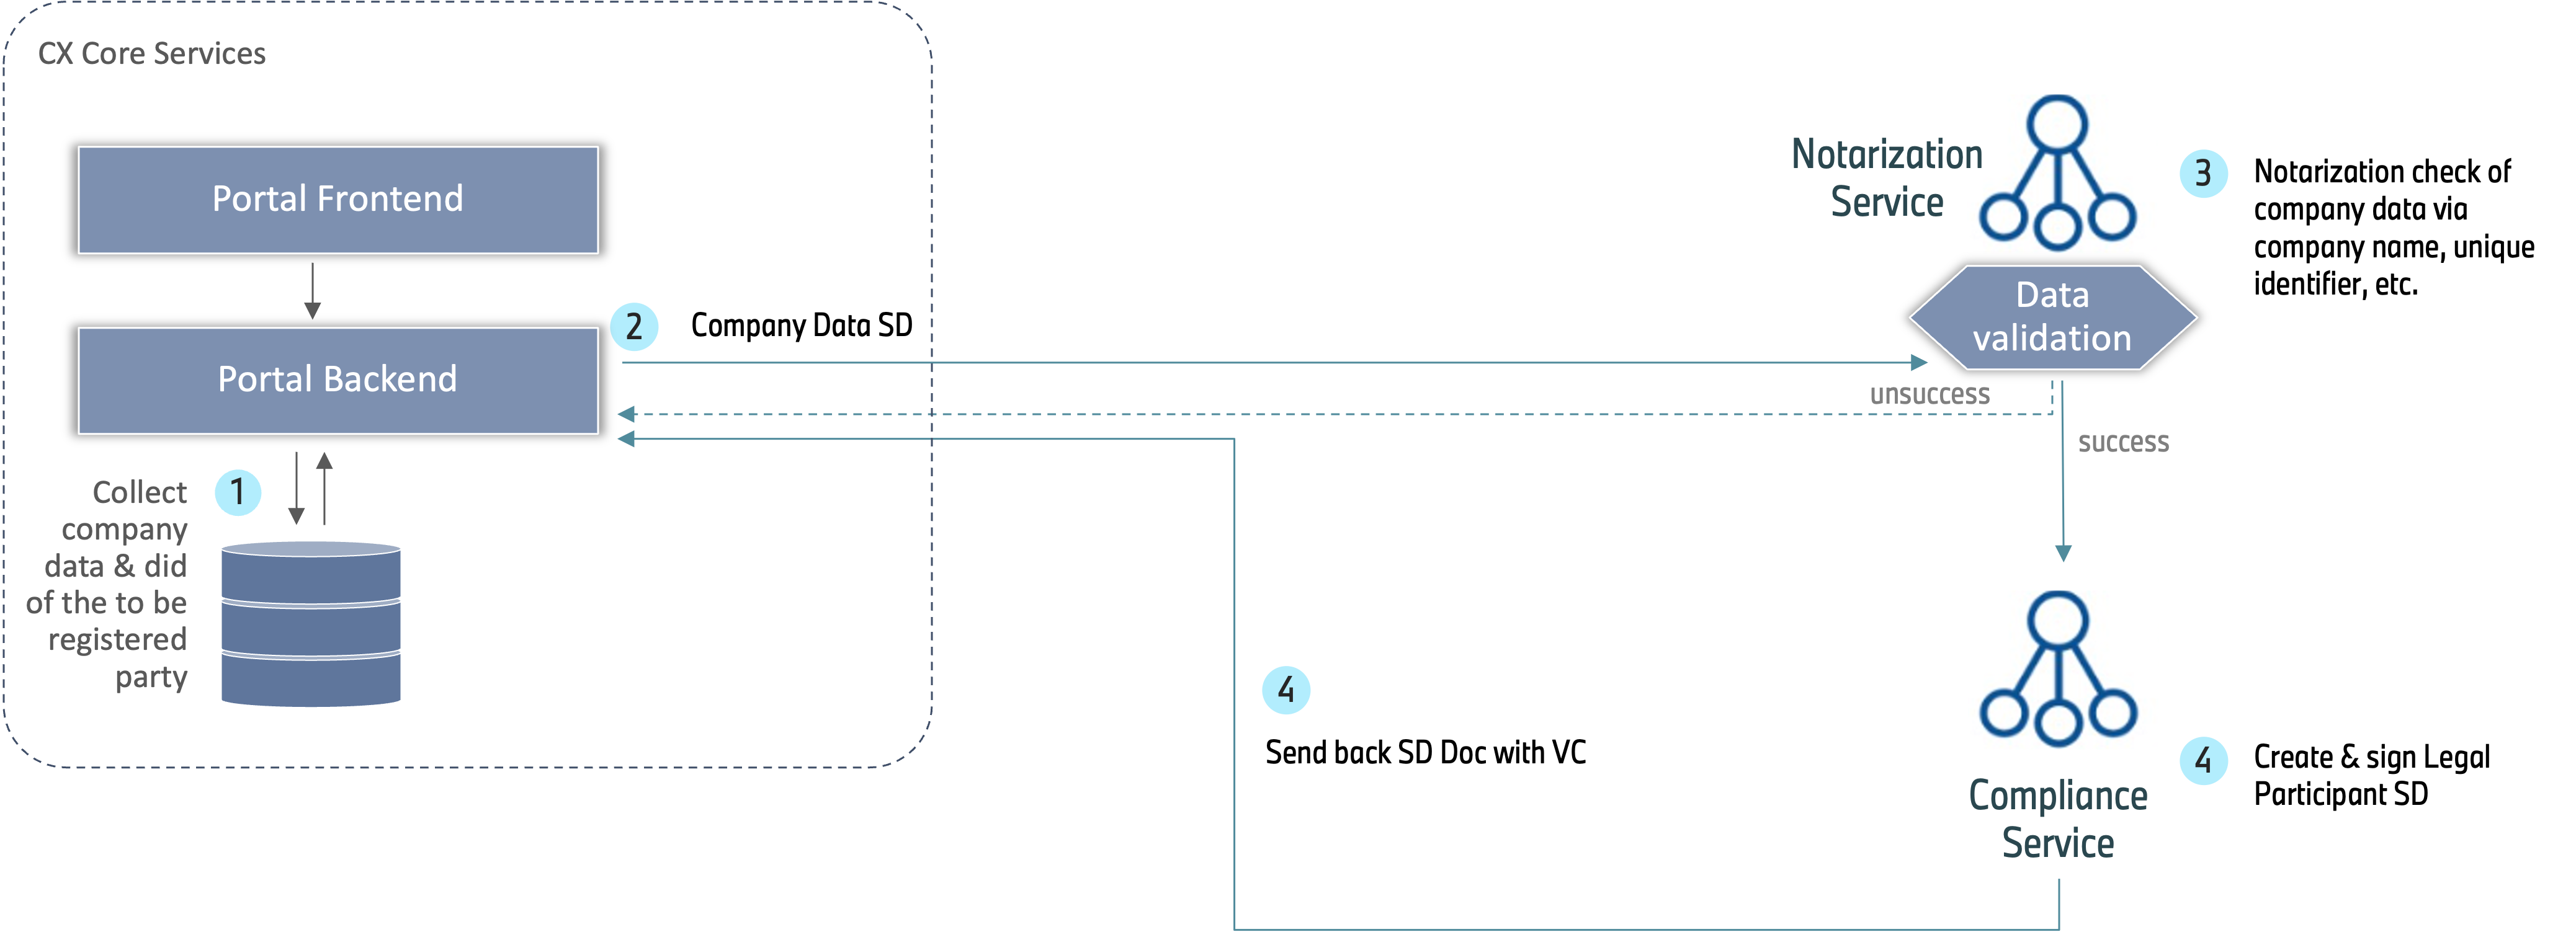 CX Core Services
Portal Frontend
Portal Backend
1
Collect
company
data & did
of the to be
registered
party
2
Company Data SD
Notarization
Service
3
Notarization check of
company data via
company name, unique
identifier, etc.
Data
validation
unsuccess
success
4
Send back SD Doc with VC
Compliance
Service
4
Create & sign Legal
Participant SD